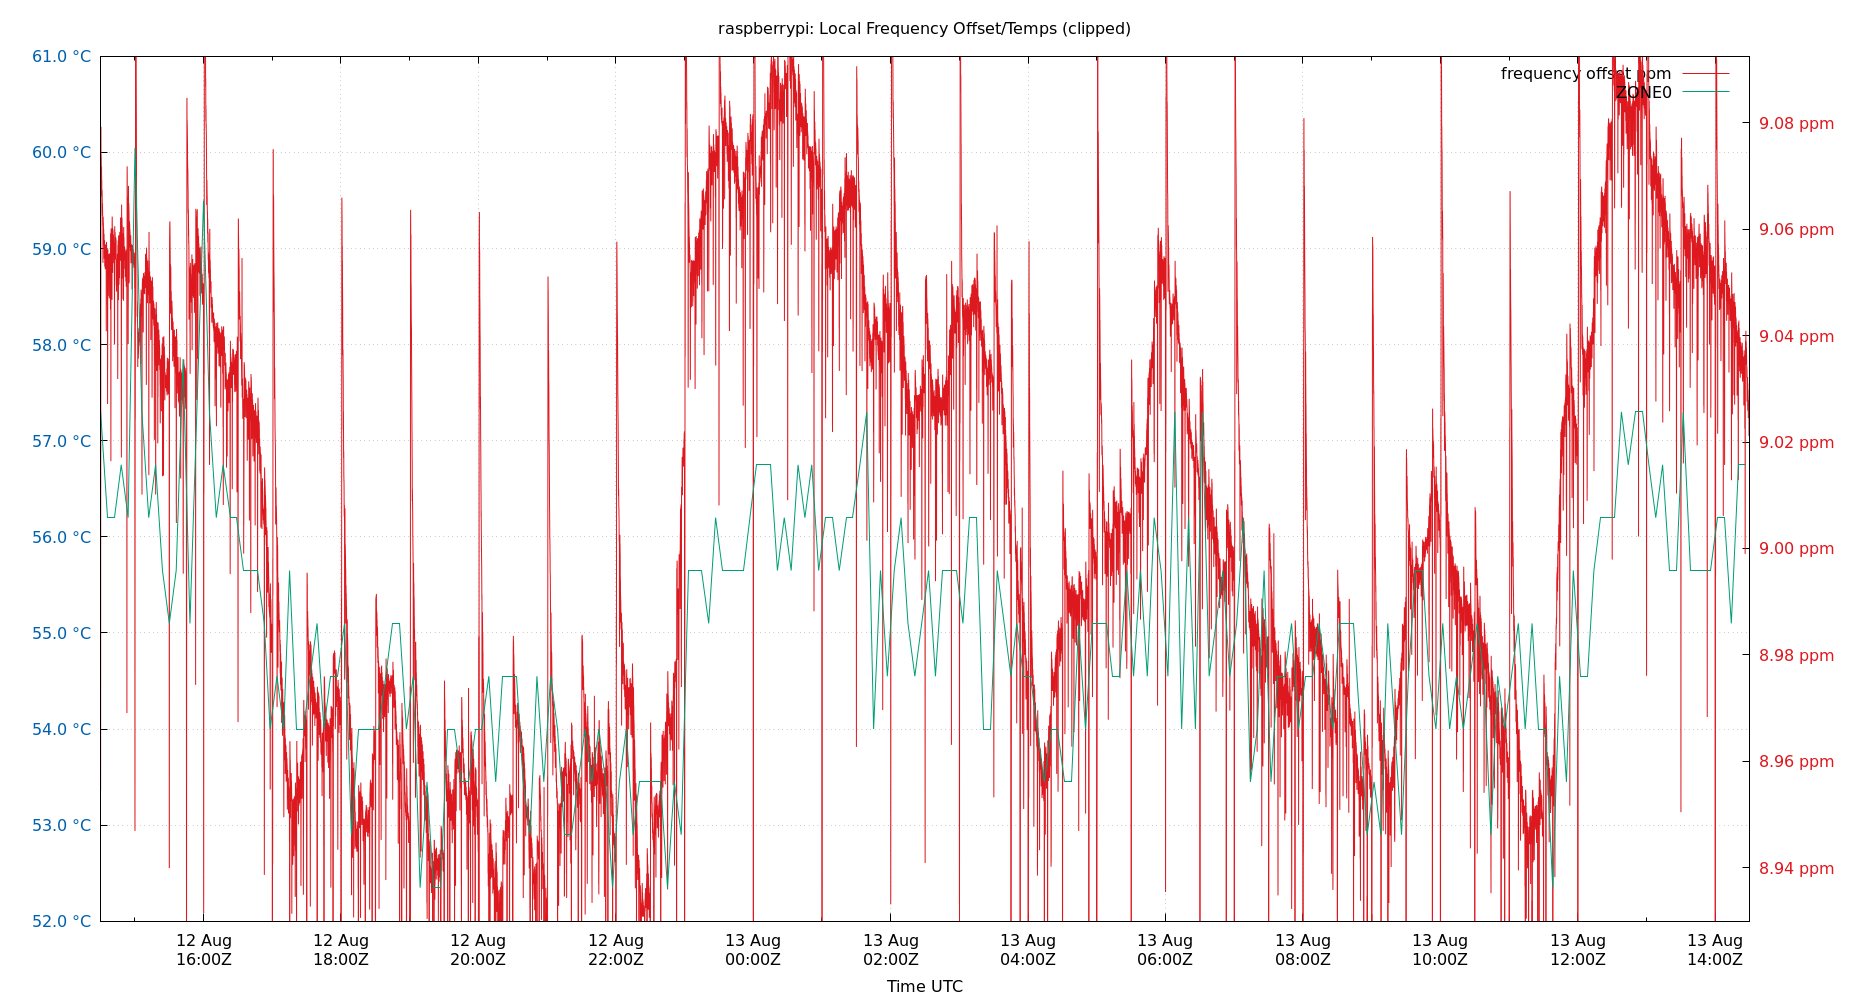 raspberrypi: Local Frequency Offset/Temps (clipped)
61.0 °C
60.0 °C
59.0 °C
58.0 °C
57.0 °C
56.0 °C
55.0 °C
54.0 °C
53.0 °C
52.0 °C
frequency offset ppm
ZONE0
9.08 ppm
9.06 ppm
9.04 ppm
9.02 ppm
9.00 ppm
8.98 ppm
8.96 ppm
8.94 ppm
12 Aug 12 Aug 12 Aug 12 Aug 13 Aug 13 Aug 13 Aug 13 Aug 13 Aug 13 Aug 13 Aug 13 Aug
16:00Z 18:00Z 20:00Z 22:00Z 00:00Z 02:00Z 04:00Z 06:00Z 08:00Z 10:00Z 12:00Z 14:00Z
Time UTC